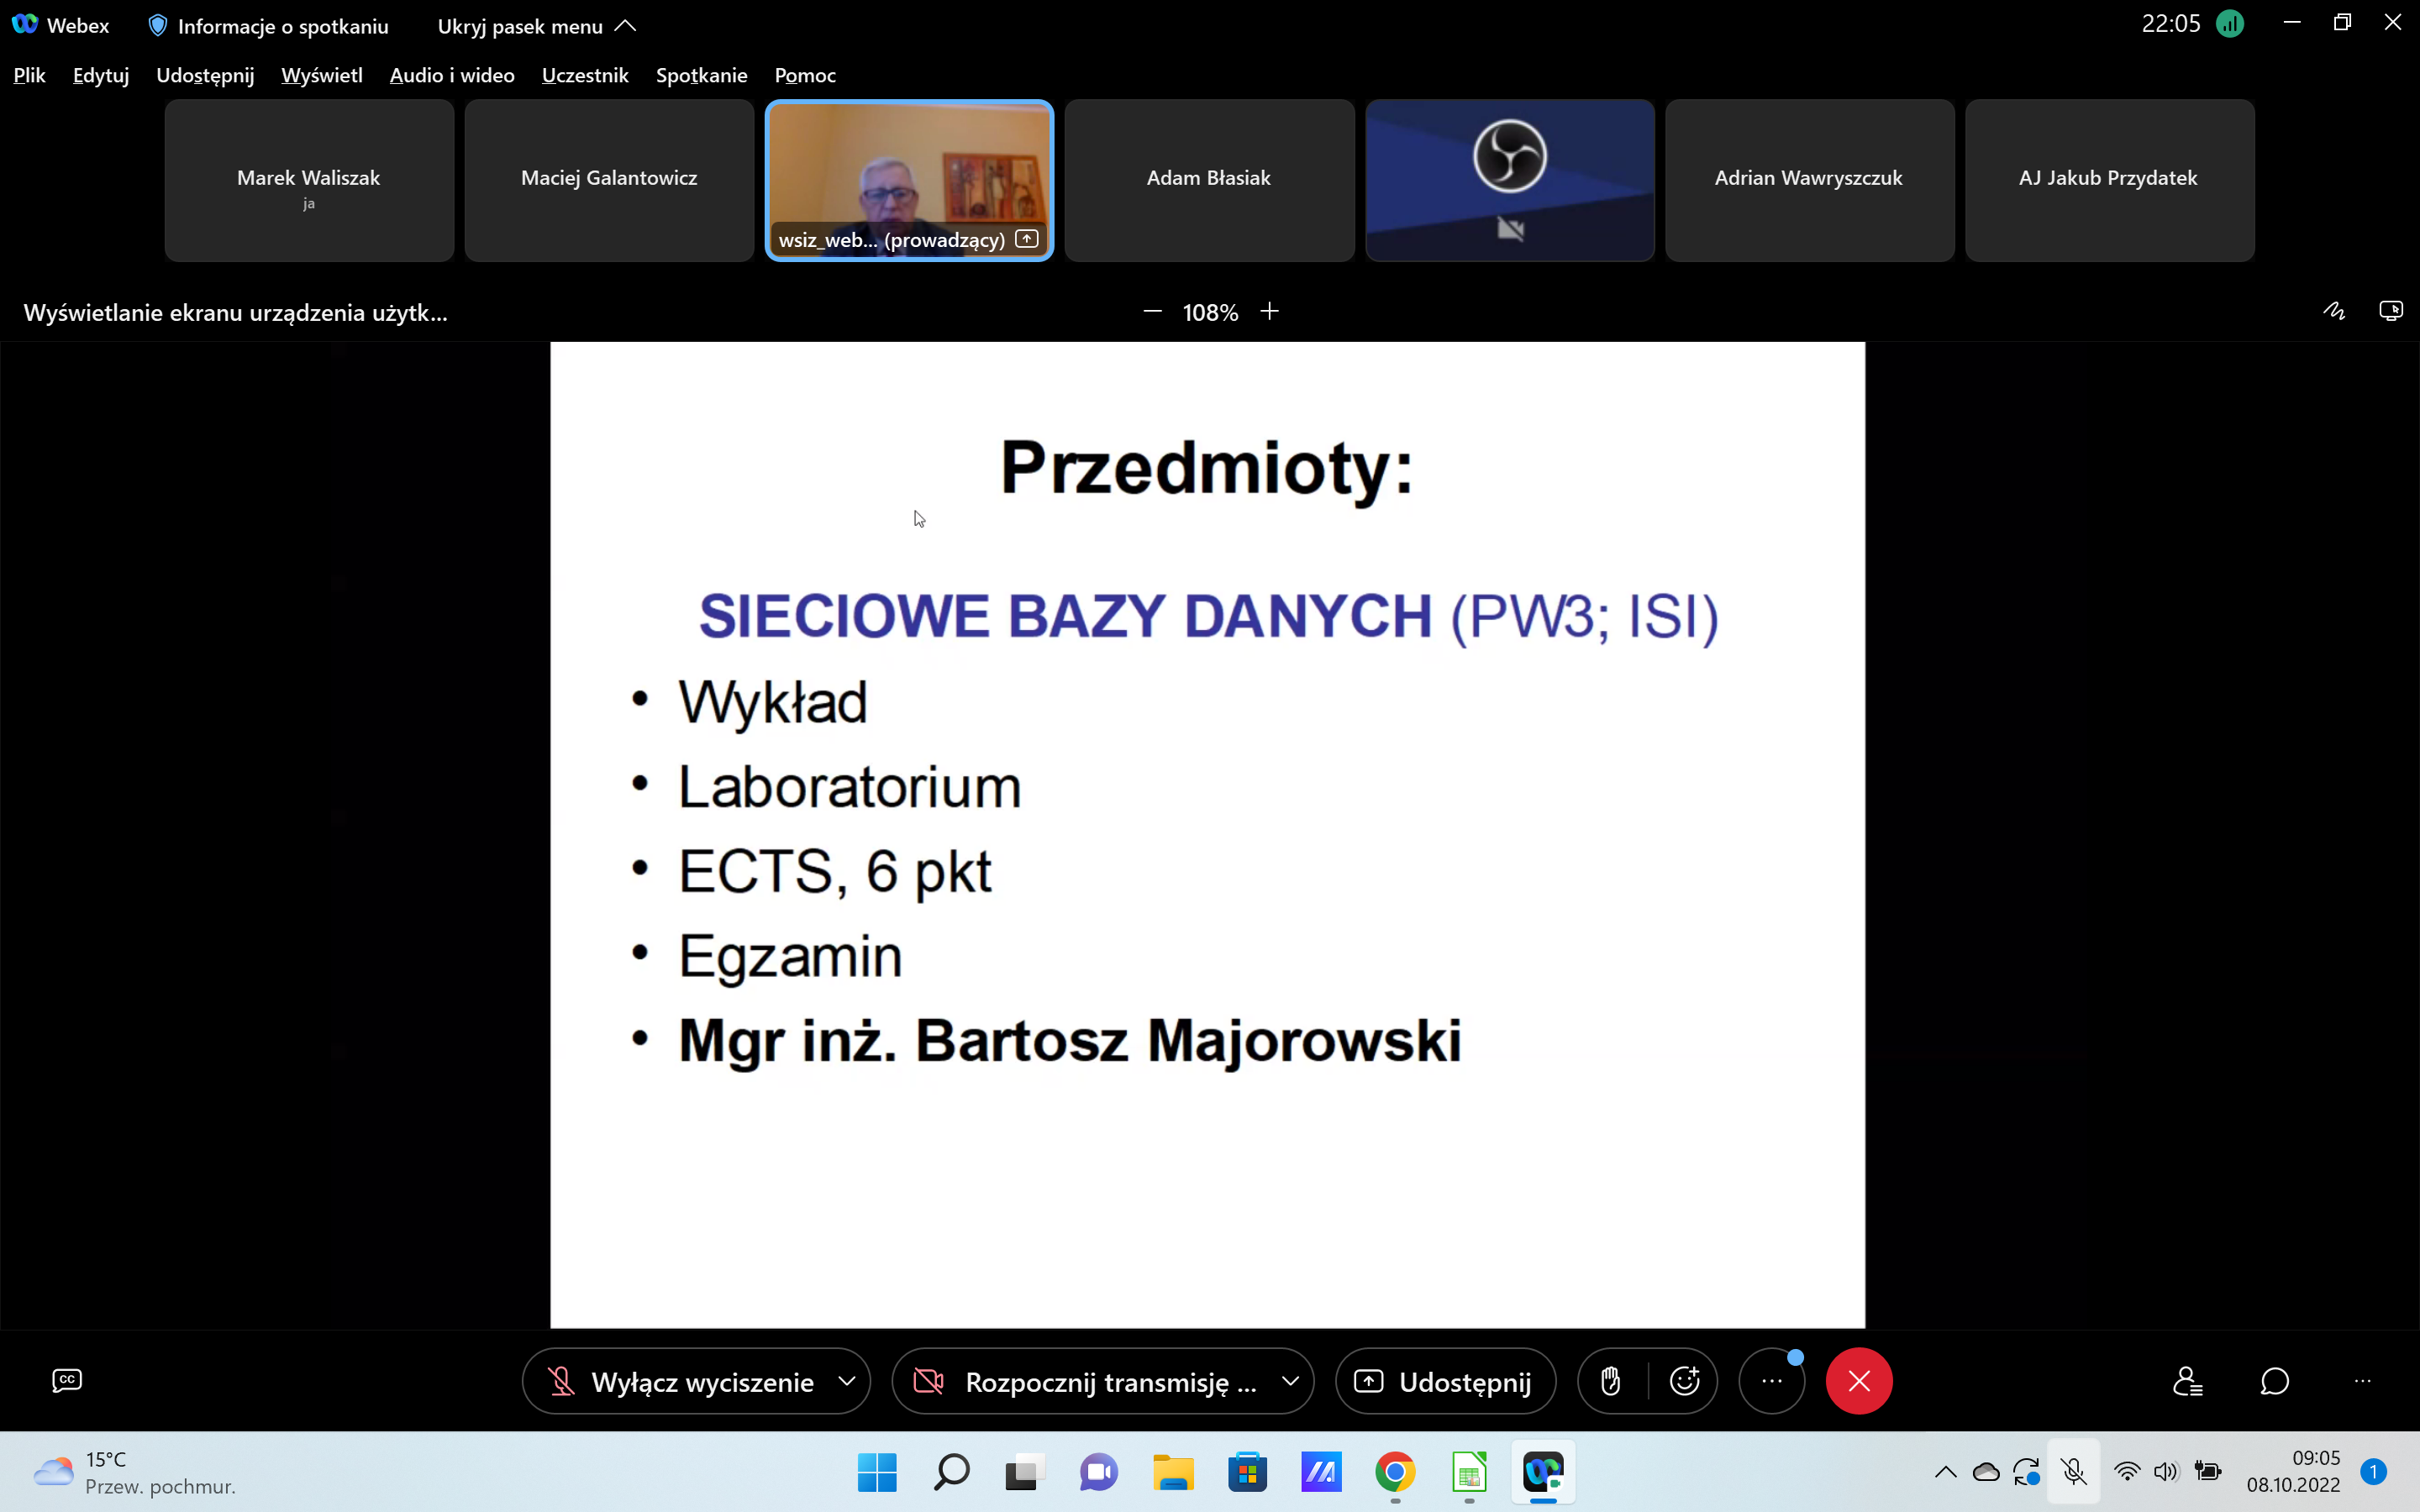 Webex
Informacje o spotkaniu
Ukryj pasek menu
22:05
Plik
Edytuj
Udostępnij
Wyświetl
Audio i wideo
Uczestnik
Spotkanie
Pomoc
Marek Waliszak
ja
Maciej Galantowicz
wsiz_web... (prowadzący)
Adam Błasiak
Adrian Wawryszczuk
AJ Jakub Przydatek
Wyświetlanie ekranu urządzenia użytk...
108%
Przedmioty:
SIECIOWE BAZY DANYCH (PW3; ISI)
• Wykład
• Laboratorium
• ECTS, 6 pkt
• Egzamin
• Mgr inż. Bartosz Majorowski
CC
Wyłącz wyciszenie
Rozpocznij transmisję ...
Udostępnij
15°C
Przew. pochmur.
09:05
08.10.2022
1